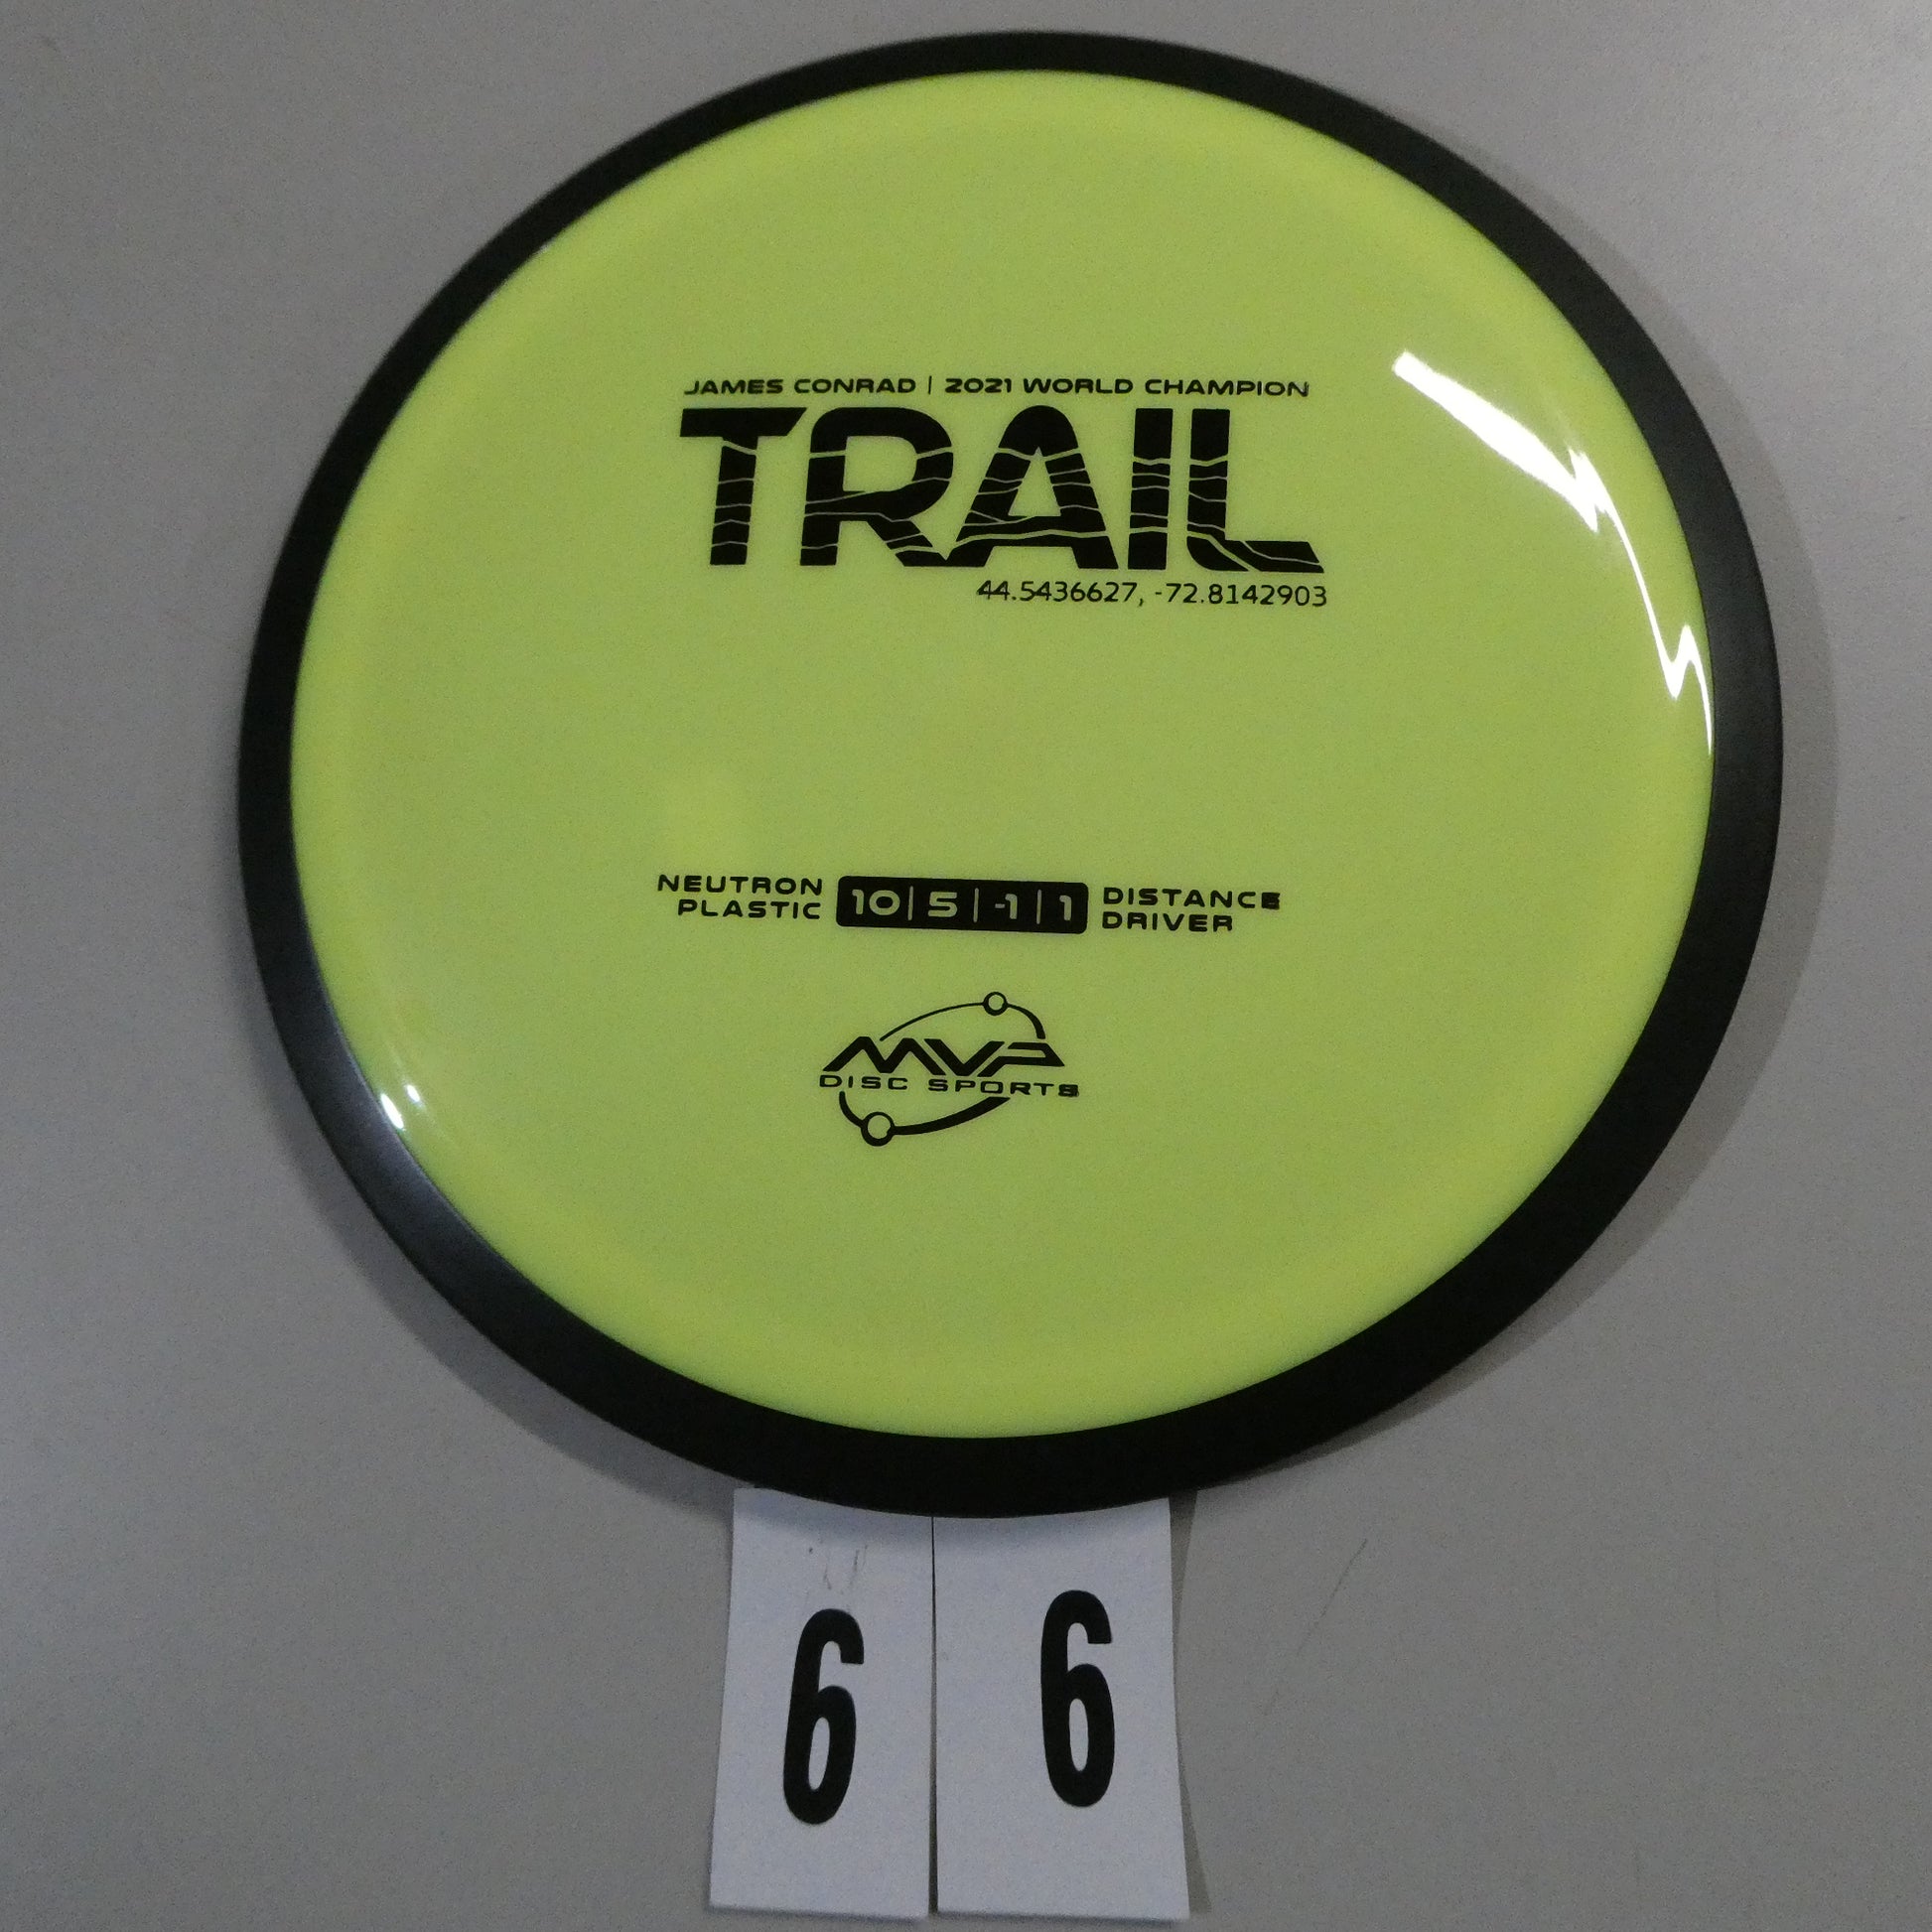 JAMES CONRAD | 2021 WORLD CHAMPION
TRAIL
44.5436627, -72.8142903
NEUTRON PLASTIC 10 | 5 | -1 | 1 DISTANCE DRIVER
MVP
DISC SPORTS
6 6